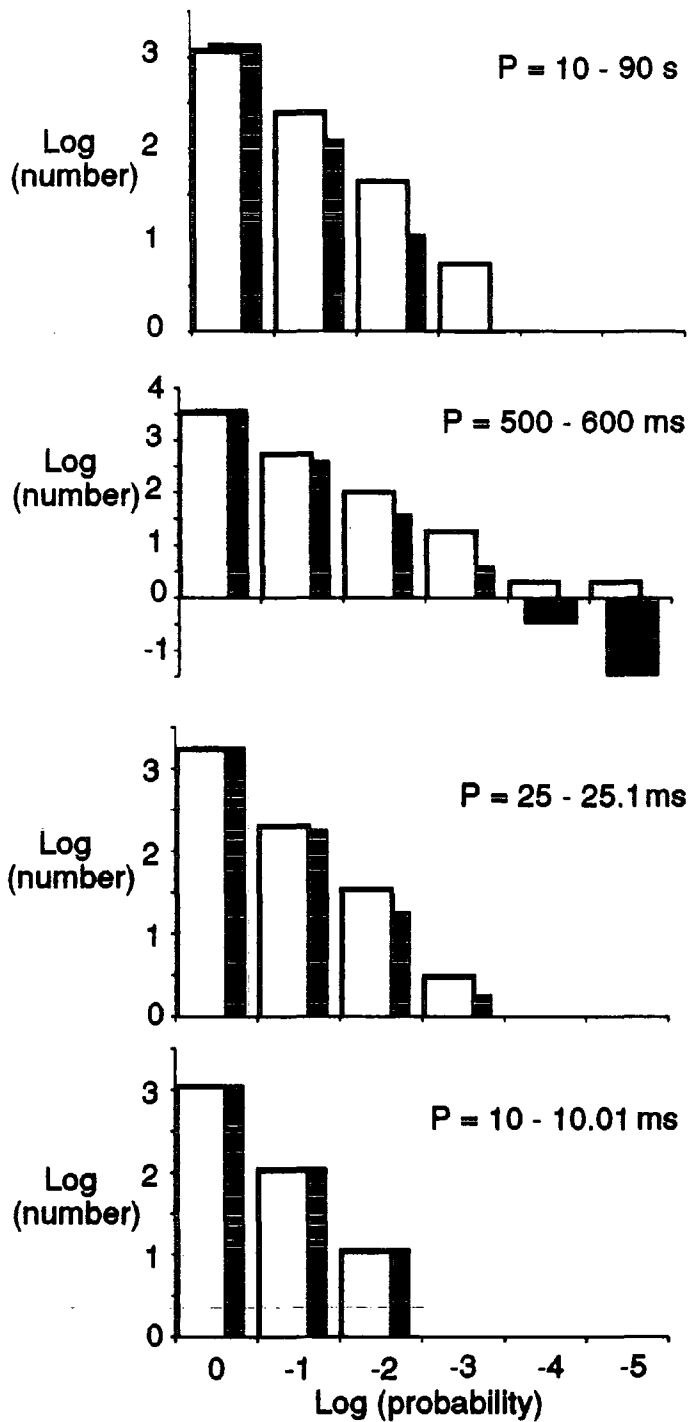 3
P = 10 - 90 s
Log
(number)
2
1
0
4
P = 500 - 600 ms
3
Log
(number)
2
1
0
-1
3
P = 25 - 25.1 ms
Log
(number)
2
1
0
3
P = 10 - 10.01 ms
Log
(number)
2
1
0
0 -1 -2 -3 -4 -5
Log (probability)